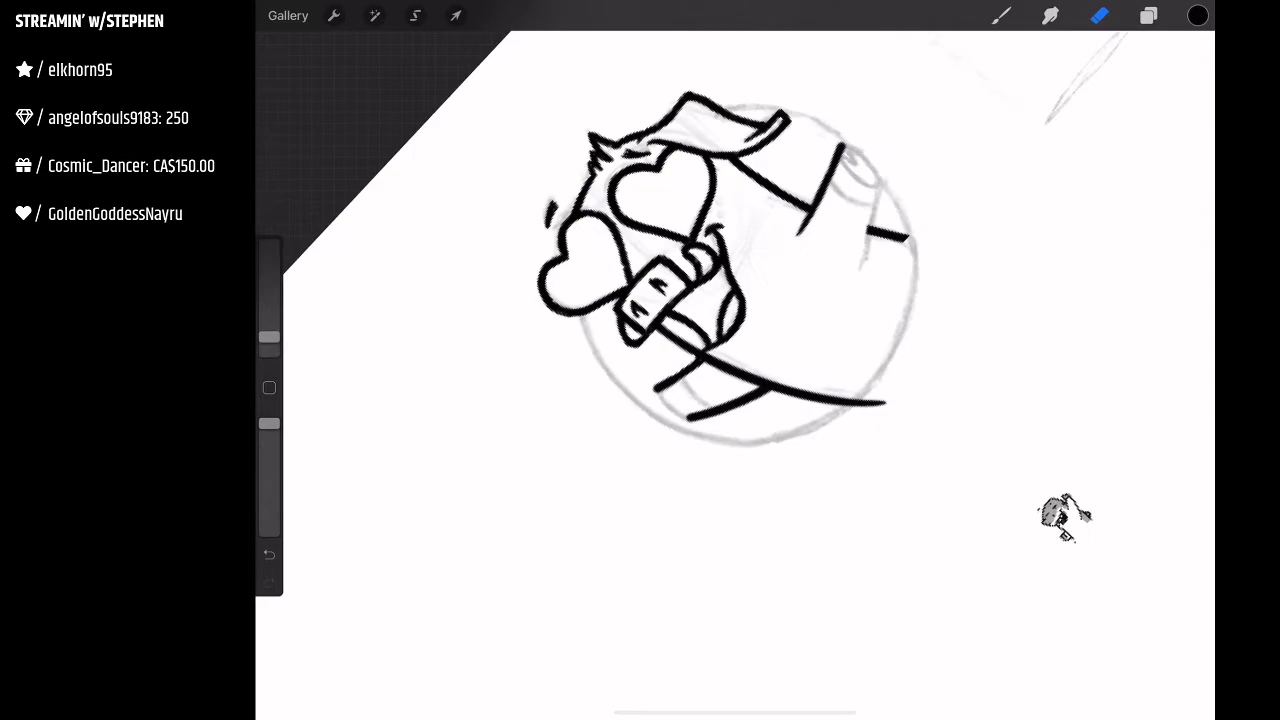 STREAMIN' w/STEPHEN
/ elkhorn95
/ angelofsouls9183: 250
/ Cosmic_Dancer: CA$150.00
/ GoldenGoddessNayru
Gallery